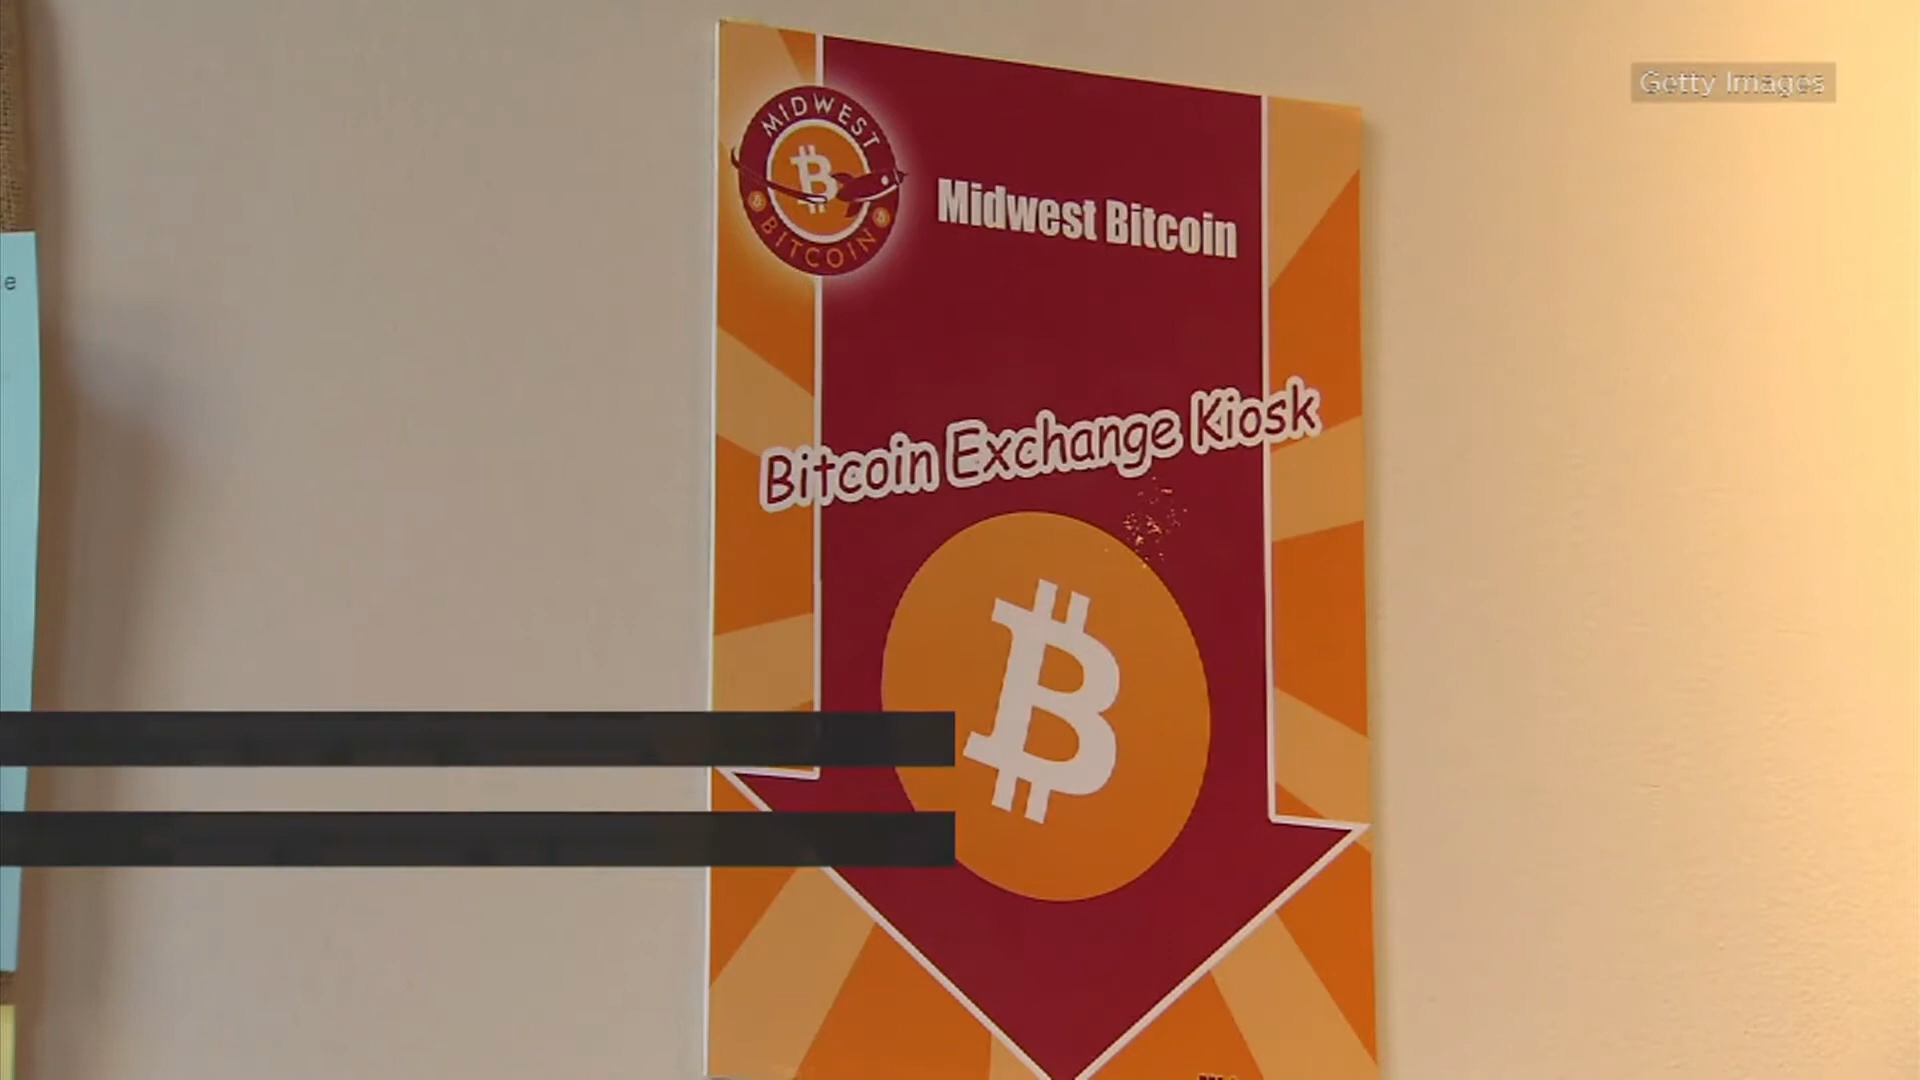 Getty Images
MIDWEST
BITCOIN
Midwest Bitcoin
e
Bitcoin Exchange Kiosk